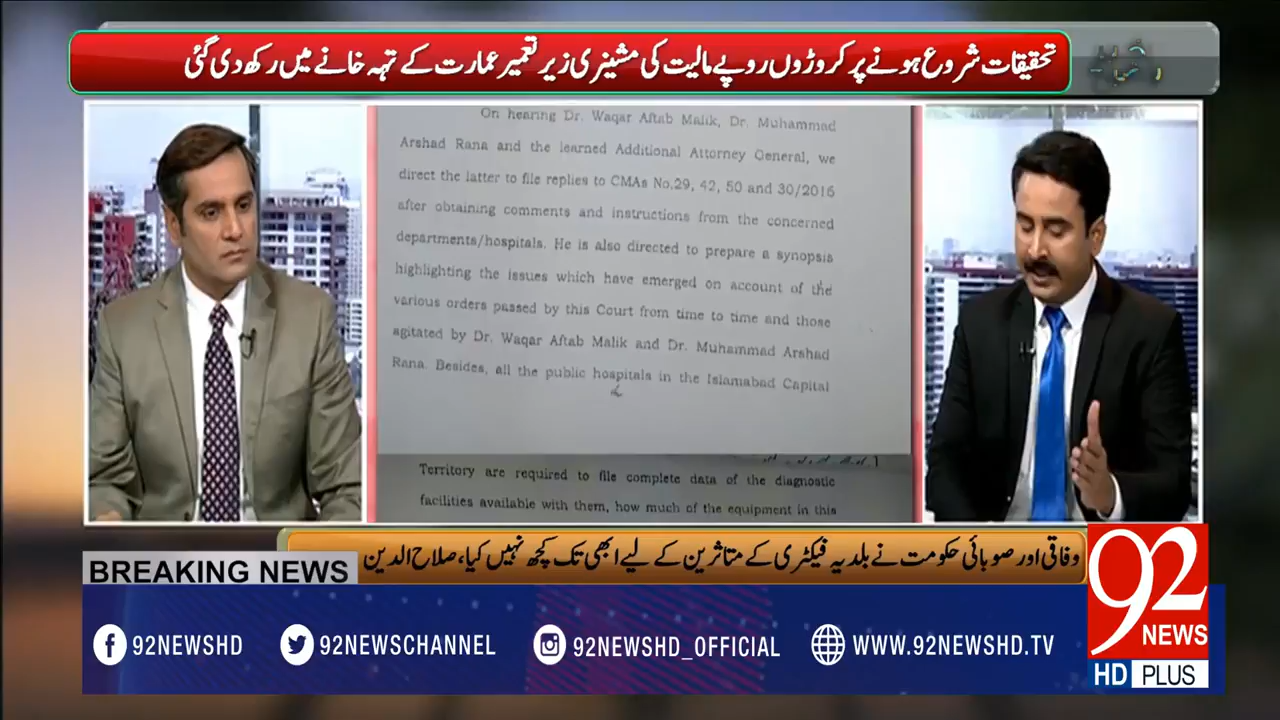 تحقیقات شروع ہونے پر کروڑوں روپے مالیت کی مشینری زیر تعمیر عمارت کے تہہ خانے میں رکھ دی گئی
On hearing Dr. Waqar Aftab Malik, Dr. Muhammad
Arshad Rana and the learned Additional Attorney General, we
direct the latter to file replies to CMAs No.29, 42, 50 and 30/2016
after obtaining comments and instructions from the concerned
departments/hospitals. He is also directed to prepare a synopsis
highlighting the issues which have emerged on account of the
various orders passed by this Court from time to time and those
agitated by Dr. Waqar Aftab Malik and Dr. Muhammad Arshad
Rana. Besides, all the public hospitals in the Islamabad Capital
Territory are required to file complete data of the diagnostic
facilities available with them, how much of the equipment in this
وفاقی اور صوبائی حکومت نے بلدیہ فیکٹری کے متاثرین کے لیے ابھی تک کچھ نہیں کیا، صلاح الدین
BREAKING NEWS
92NEWSHD
92NEWSCHANNEL
92NEWSHD_OFFICIAL
WWW.92NEWSHD.TV
92
NEWS
HD PLUS